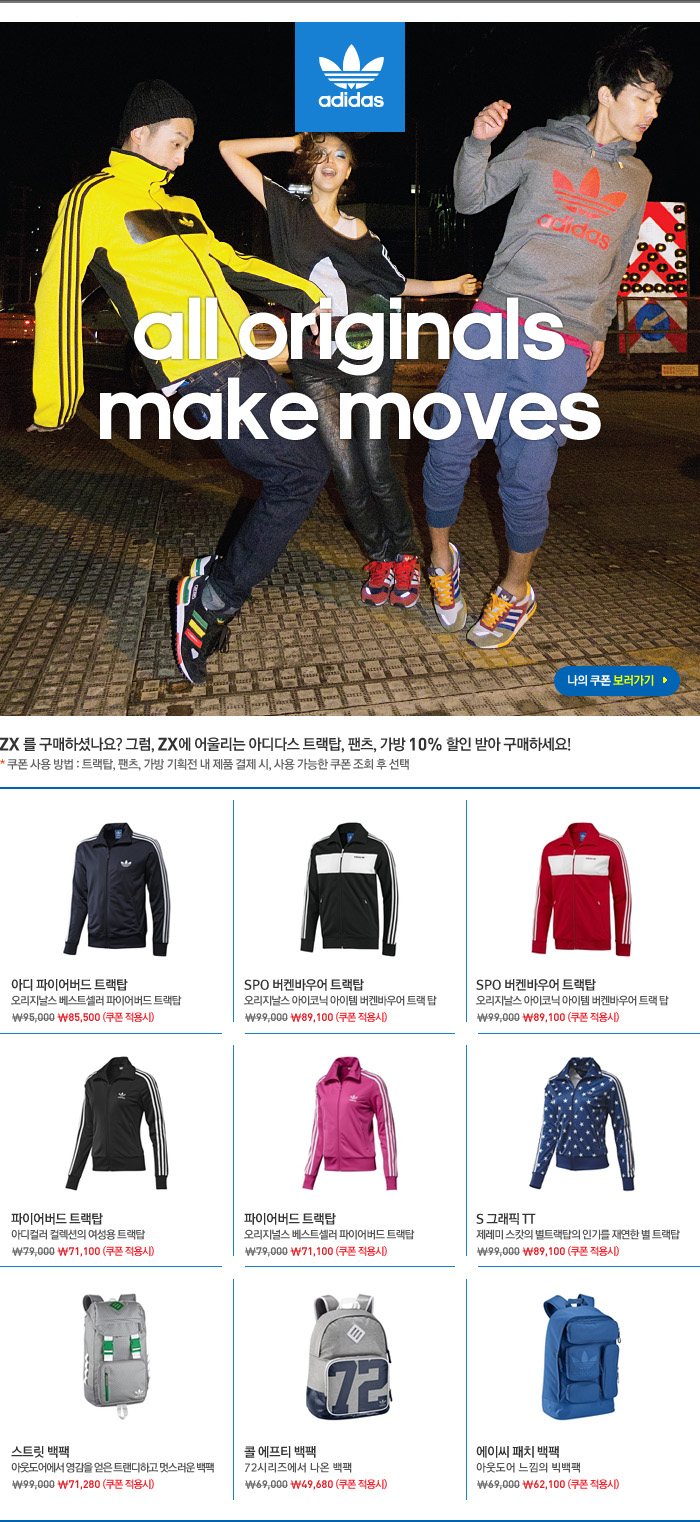 adidas
adidas
all originals
make moves
나의 쿠폰 보러가기
ZX 를 구매하셨나요? 그럼, ZX에 어울리는 아디다스 트랙탑, 팬츠, 가방 10% 할인 받아 구매하세요!
* 쿠폰 사용 방법 : 트랙탑, 팬츠, 가방 기획전 내 제품 결제 시, 사용 가능한 쿠폰 조회 후 선택
아디 파이어버드 트랙탑
오리지날스 베스트셀러 파이어버드 트랙탑
₩95,000 ₩85,500 (쿠폰 적용시)
SPO 버켄바우어 트랙탑
오리지날스 아이코닉 아이템 버켄바우어 트랙 탑
₩99,000 ₩89,100 (쿠폰 적용시)
SPO 버켄바우어 트랙탑
오리지날스 아이코닉 아이템 버켄바우어 트랙 탑
₩99,000 ₩89,100 (쿠폰 적용시)
파이어버드 트랙탑
아디컬러 컬렉션의 여성용 트랙탑
₩79,000 ₩71,100 (쿠폰 적용시)
파이어버드 트랙탑
오리지널스 베스트셀러 파이어버드 트랙탑
₩79,000 ₩71,100 (쿠폰 적용시)
S 그래픽 TT
제레미 스캇의 별트랙탑의 인기를 재연한 별 트랙탑
₩99,000 ₩89,100 (쿠폰 적용시)
72
스트릿 백팩
아웃도어에서 영감을 얻은 트랜디하고 멋스러운 백팩
₩99,000 ₩71,280 (쿠폰 적용시)
콜 에프티 백팩
72시리즈에서 나온 백팩
₩69,000 ₩49,680 (쿠폰 적용시)
에이씨 패치 백팩
아웃도어 느낌의 빅백팩
₩69,000 ₩62,100 (쿠폰 적용시)